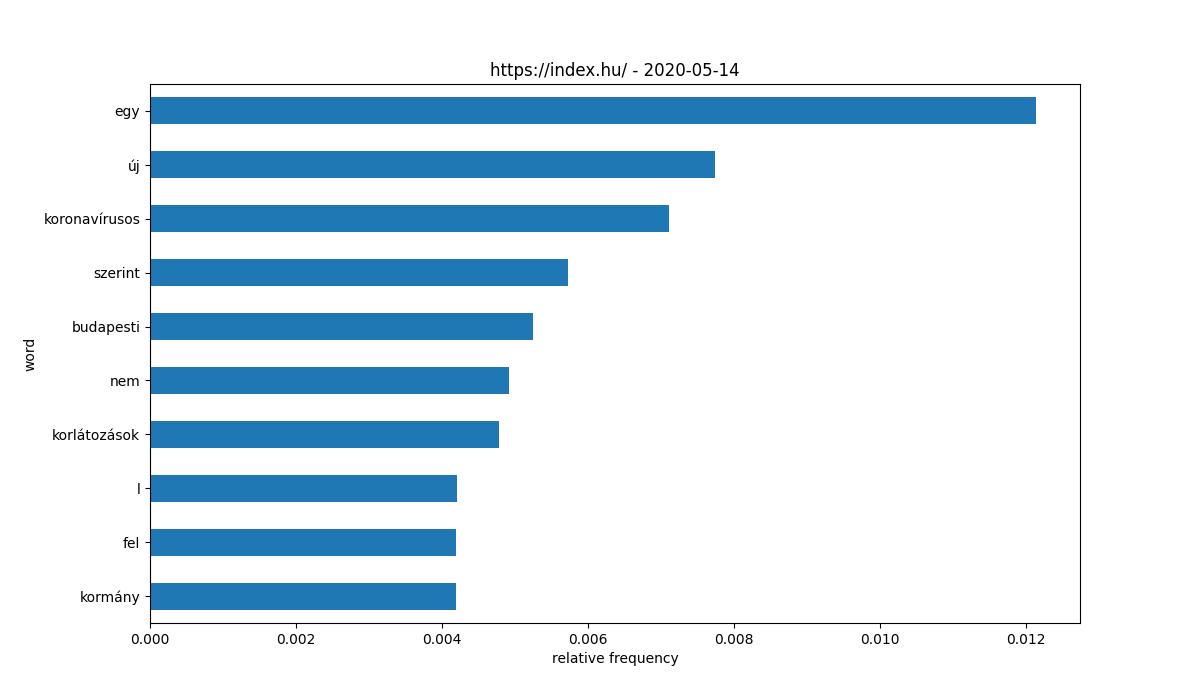 https://index.hu/ - 2020-05-14
egy
új
koronavírusos
szerint
budapesti
nem
korlátozások
l
fel
kormány
word
0.000 0.002 0.004 0.006 0.008 0.010 0.012
relative frequency